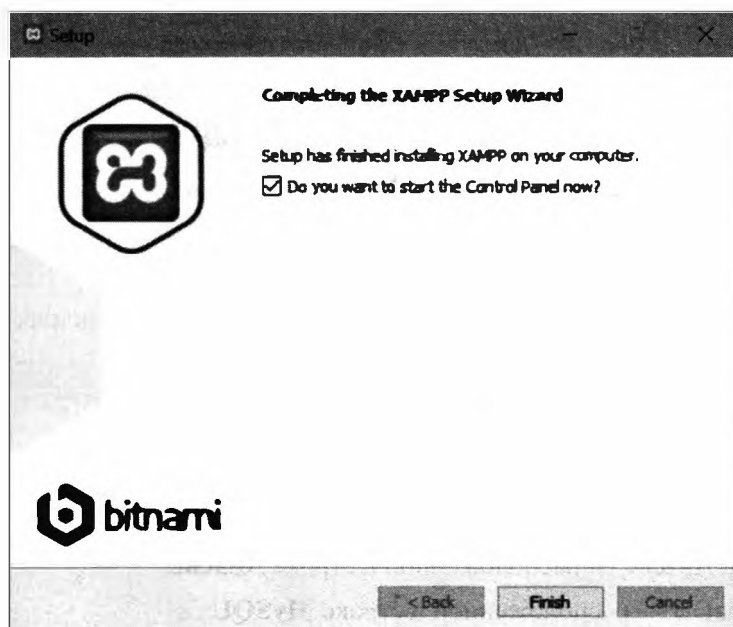 Setup
Completing the XAMPP Setup Wizard
Setup has finished installing XAMPP on your computer.
Do you want to start the Control Panel now?
bitnami
< Back
Finish
Cancel